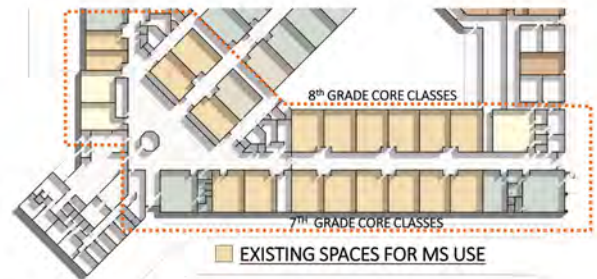 8th GRADE CORE CLASSES
7TH GRADE CORE CLASSES
EXISTING SPACES FOR MS USE